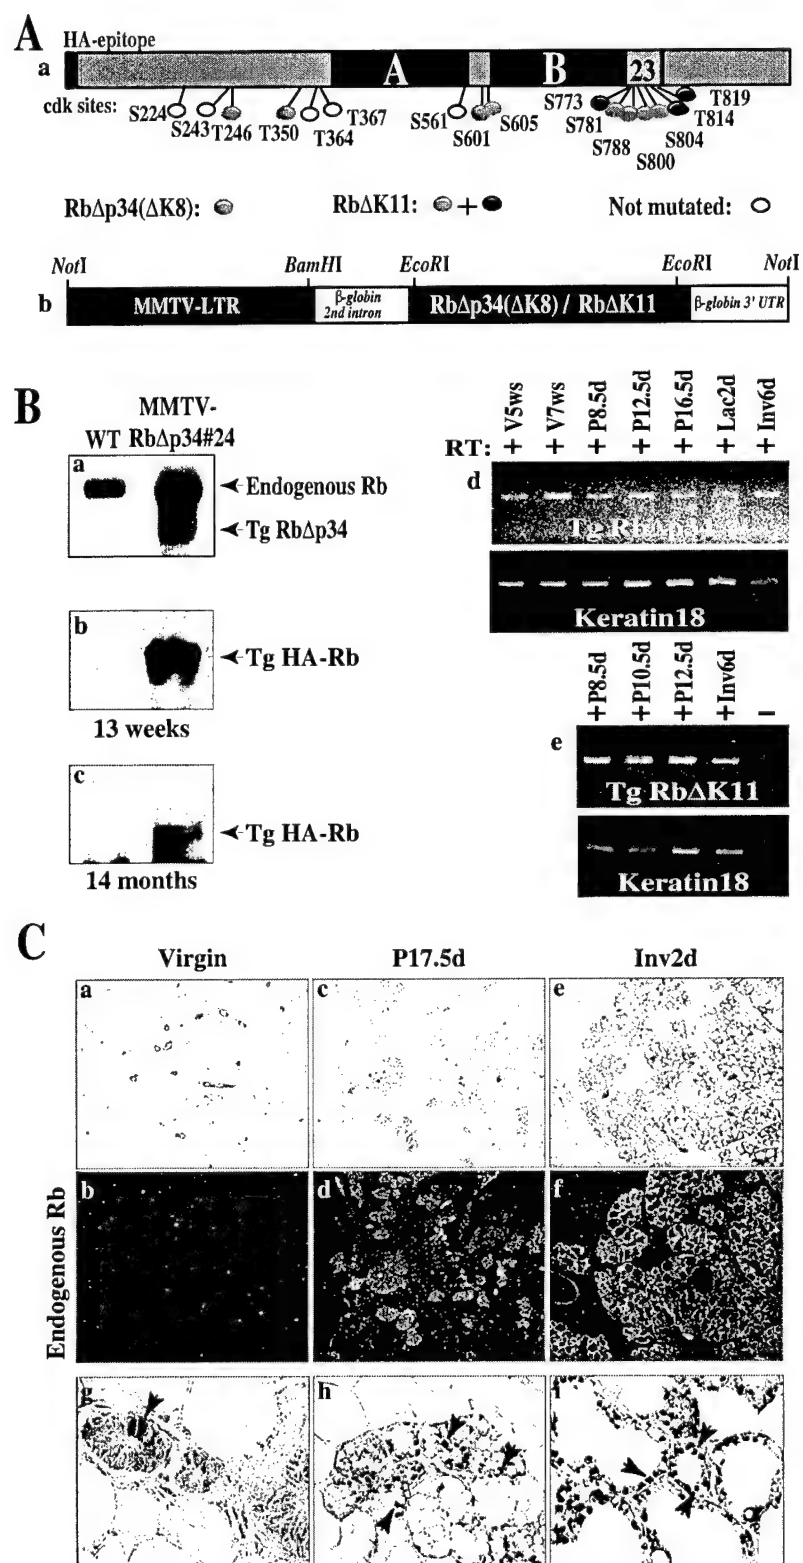 A
HA-epitope
a
A
B
23
cdk sites:
S224
S243
T246
T350
T364
T367
S561
S601
S605
S773
S781
S788
S800
S804
T814
T819
RbΔp34(ΔK8):
RbΔK11:
+
Not mutated:
NotI
BamHI
EcoRI
EcoRI
NotI
b
MMTV-LTR
β-globin
2nd intron
RbΔp34(ΔK8) / RbΔK11
β-globin 3' UTR
B
MMTV-
WT RbΔp34#24
a
Endogenous Rb
Tg RbΔp34
b
Tg HA-Rb
13 weeks
c
Tg HA-Rb
14 months
RT:
+ V5ws
+ V7ws
+ P8.5d
+ P12.5d
+ P16.5d
+ Lac2d
+ Inv6d
d
Tg RbΔp34
Keratin18
+P8.5d
+P10.5d
+P12.5d
+Inv6d
–
e
Tg RbΔK11
Keratin18
C
Virgin
P17.5d
Inv2d
a
c
e
Endogenous Rb
b
d
f
g
h
i